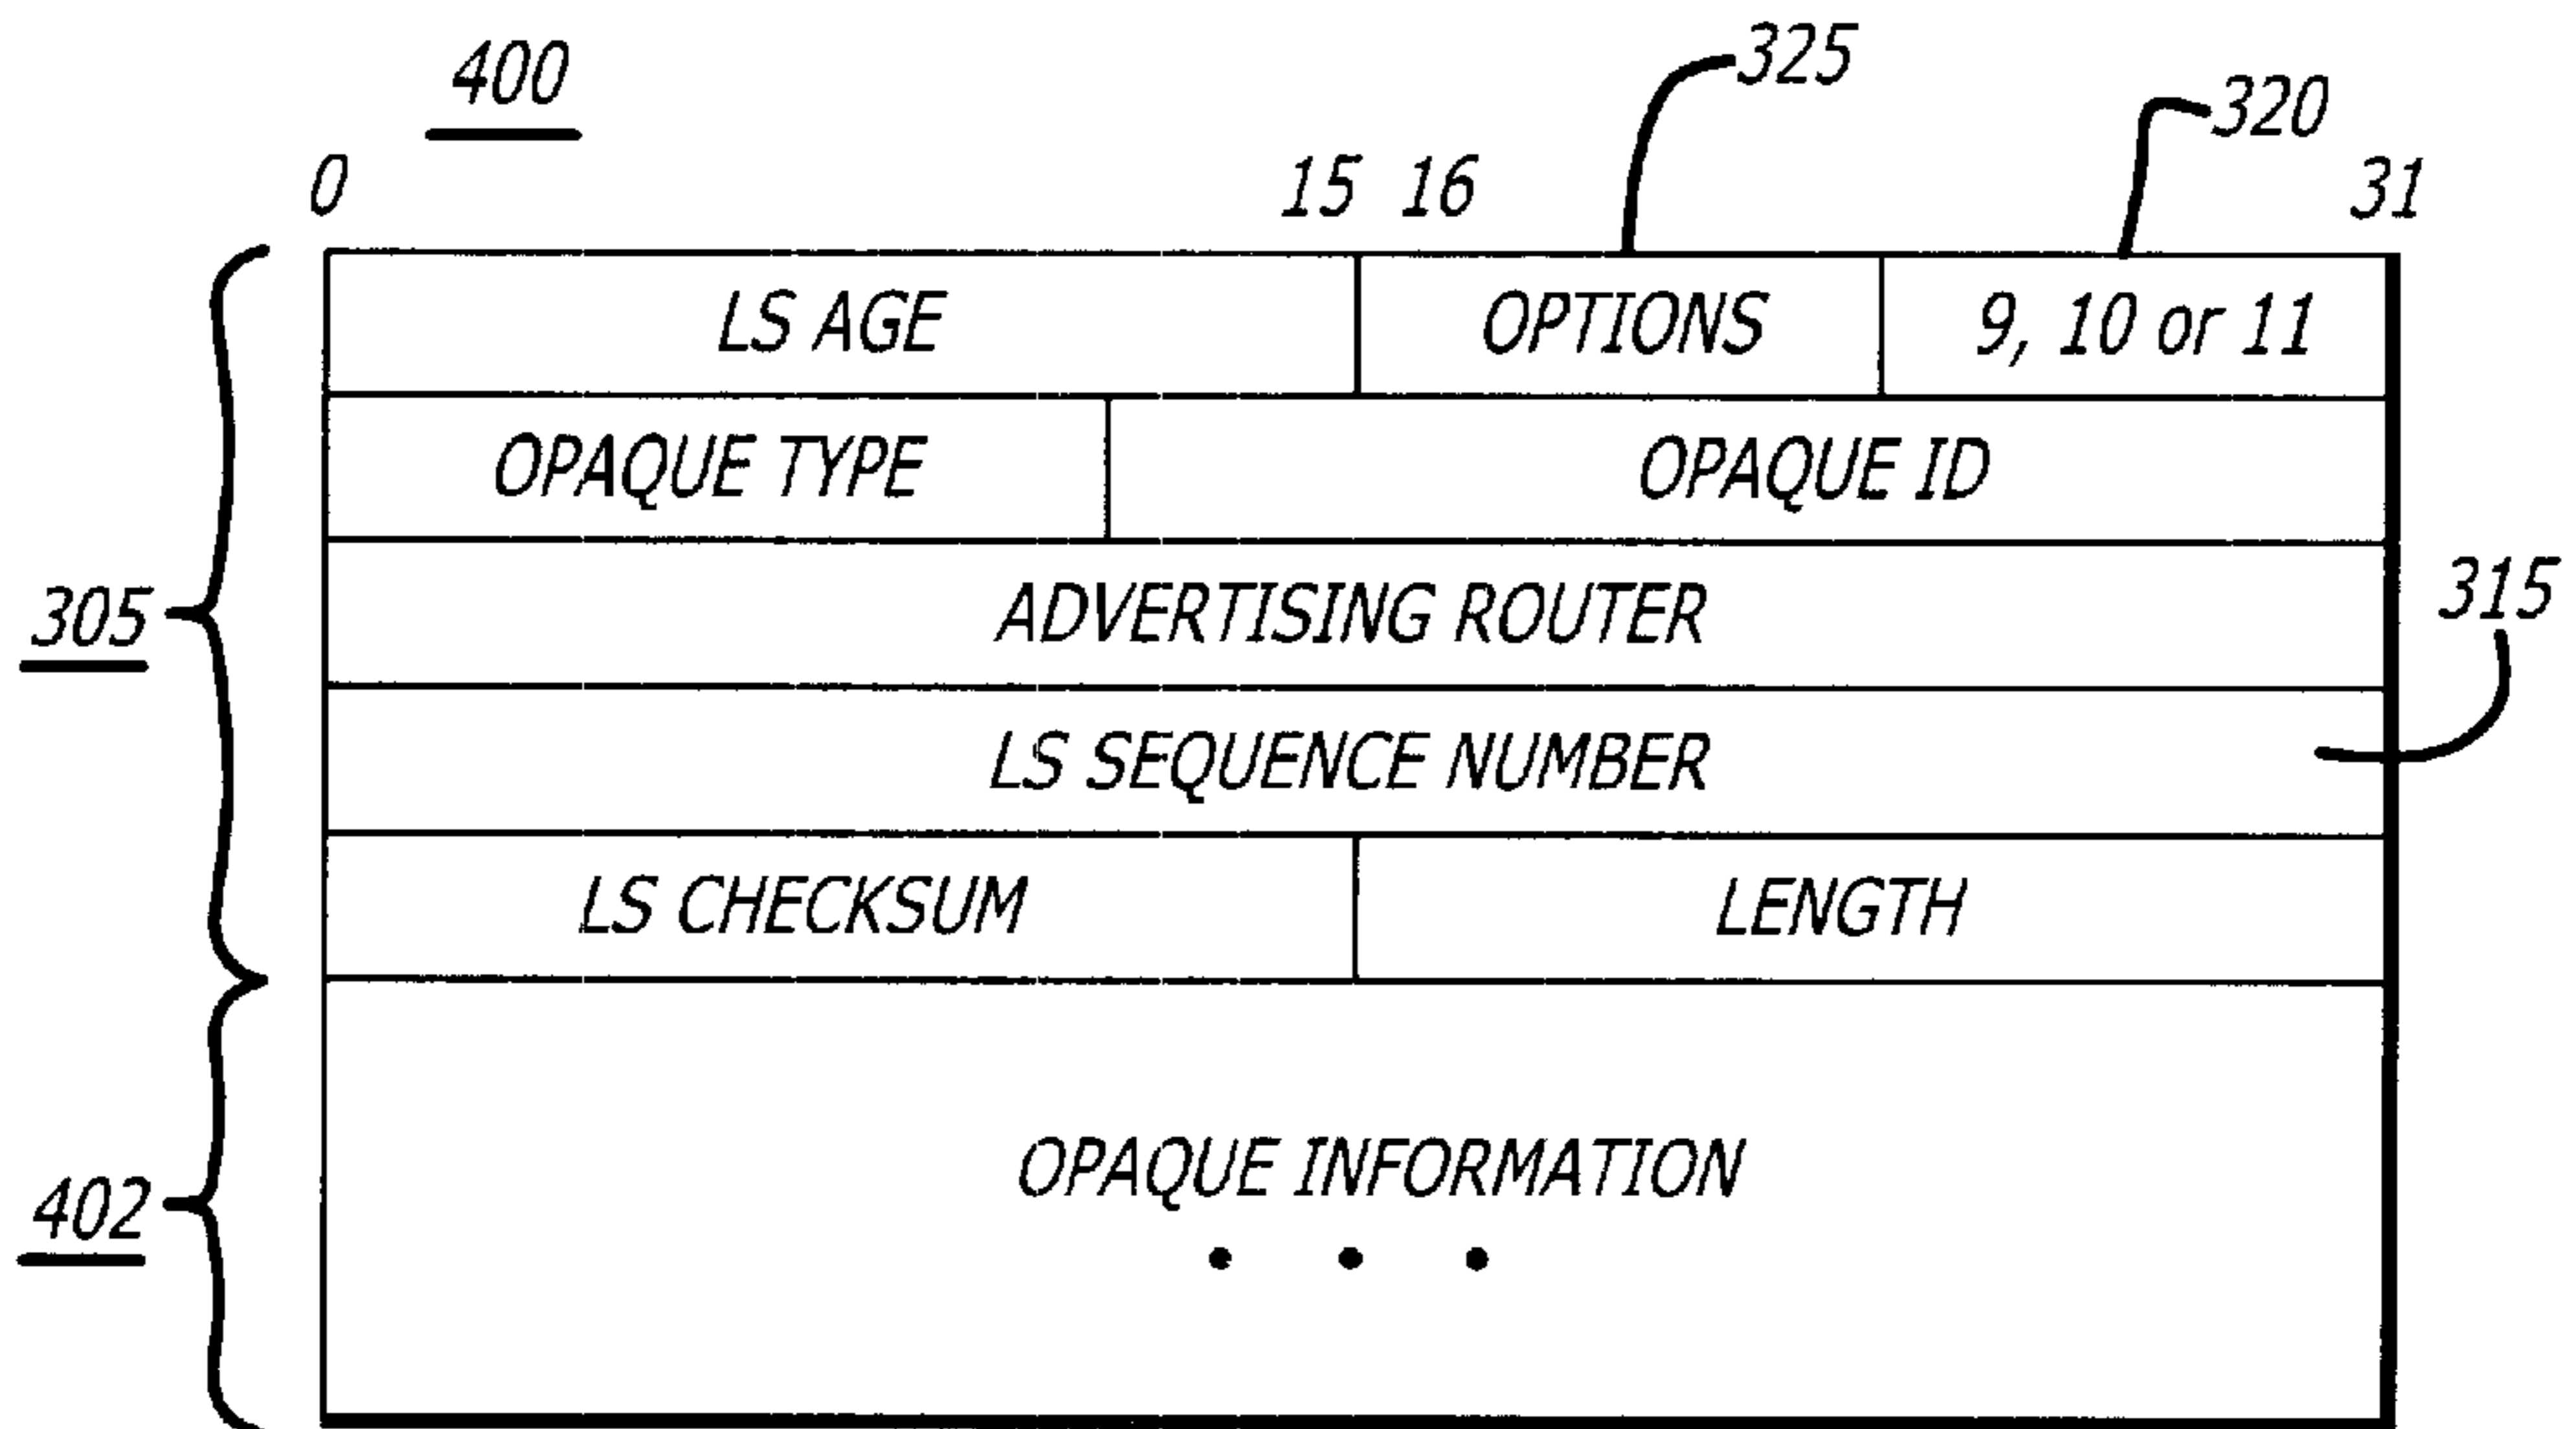 400
325
320
0 15 16 31
LS AGE OPTIONS 9, 10 or 11
OPAQUE TYPE OPAQUE ID
305 ADVERTISING ROUTER 315
LS SEQUENCE NUMBER
LS CHECKSUM LENGTH
402 OPAQUE INFORMATION
• • •